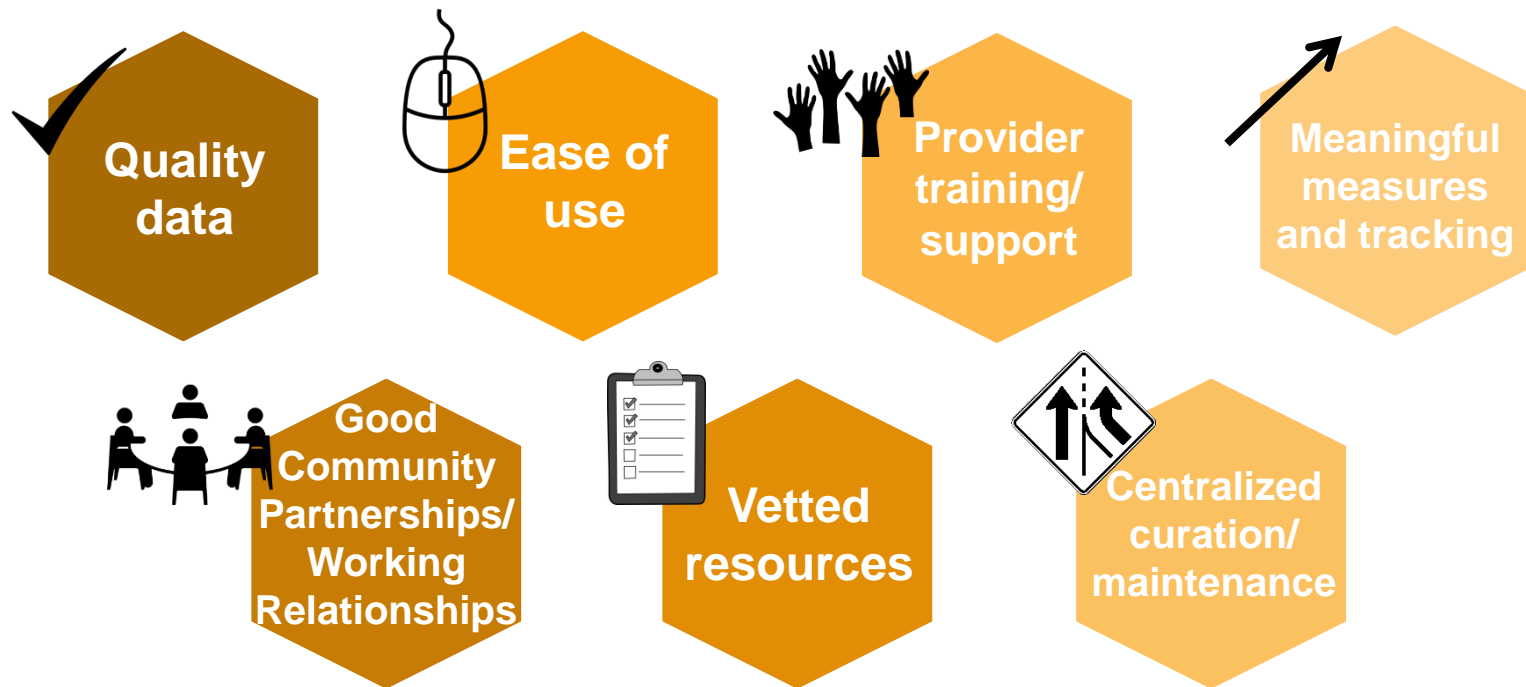 Quality
data
Ease of
use
Provider
training/
support
Meaningful
measures
and tracking
Good
Community
Partnerships/
Working
Relationships
Vetted
resources
Centralized
curation/
maintenance